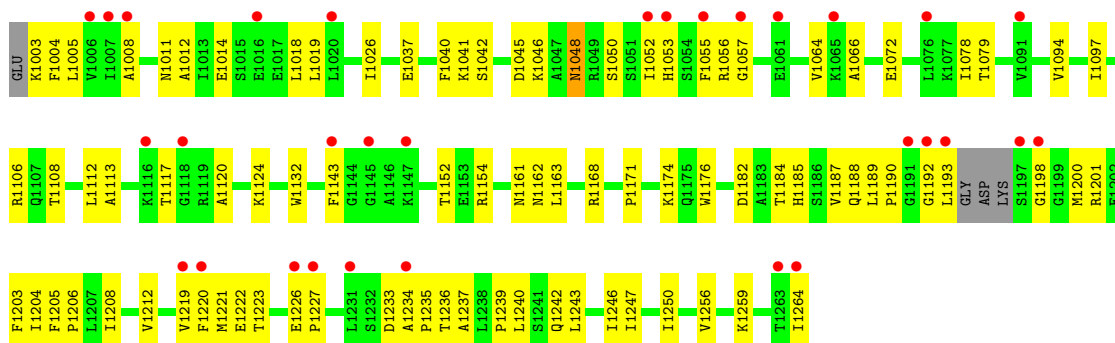 GLU K1003 F1004 L1005 V1006 I1007 A1008 N1011 A1012 I1013 E1014 S1015 E1016 E1017 L1018 L1019 L1020 I1026 E1037 F1040 K1041 S1042 D1045 K1046 A1047 N1048 R1049 S1050 S1051 I1052 H1053 S1054 F1055 R1056 G1057 E1061 V1064 K1065 A1066 E1072 L1076 K1077 I1078 T1079 V1091 V1094 I1097
R1106 Q1107 T1108 L1112 A1113 K1116 T1117 G1118 R1119 A1120 K1124 W1132 F1143 G1144 G1145 A1146 K1147 T1152 E1153 R1154 N1161 N1162 L1163 R1168 P1171 K1174 Q1175 W1176 D1182 A1183 T1184 H1185 S1186 V1187 Q1188 L1189 P1190 G1191 G1192 L1193 GLY ASP LYS S1197 G1198 G1199 M1200 R1201
F1203 I1204 F1205 P1206 L1207 I1208 V1212 V1219 F1220 M1221 E1222 T1223 E1226 P1227 L1231 S1232 D1233 A1234 P1235 T1236 A1237 L1238 P1239 L1240 S1241 Q1242 L1243 I1246 I1247 I1250 V1256 K1259 T1263 I1264